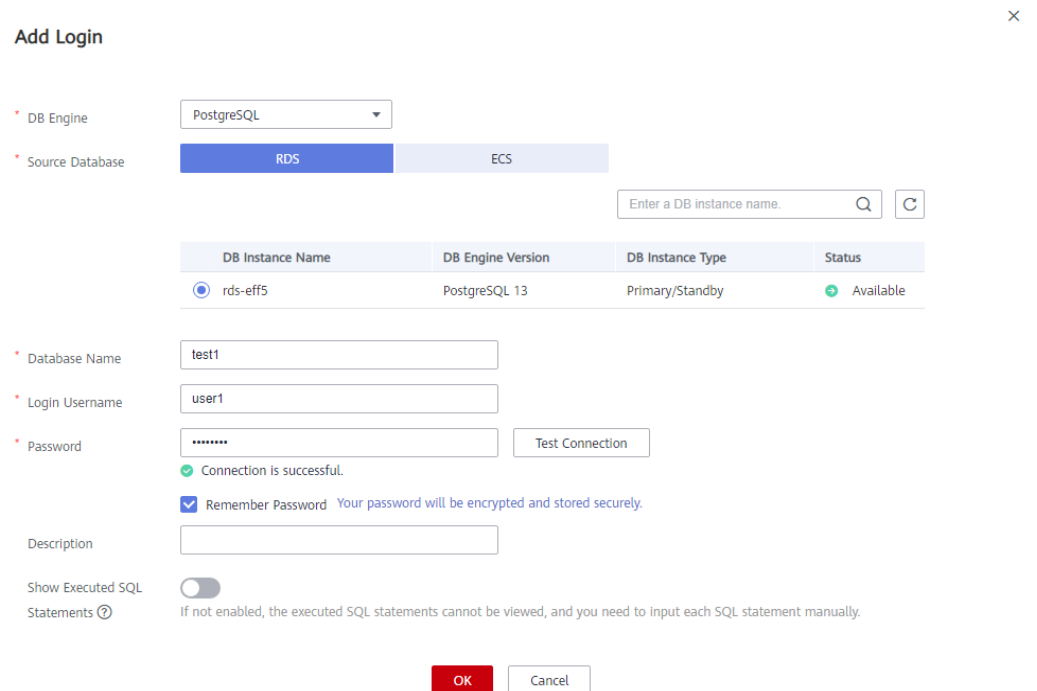 Add Login
* DB Engine PostgreSQL
* Source Database RDS ECS
Enter a DB instance name.
DB Instance Name DB Engine Version DB Instance Type Status
rds-eff5 PostgreSQL 13 Primary/Standby Available
* Database Name test1
* Login Username user1
* Password •••••••• Test Connection
Connection is successful.
Remember Password Your password will be encrypted and stored securely.
Description
Show Executed SQL
Statements ?
If not enabled, the executed SQL statements cannot be viewed, and you need to input each SQL statement manually.
OK Cancel